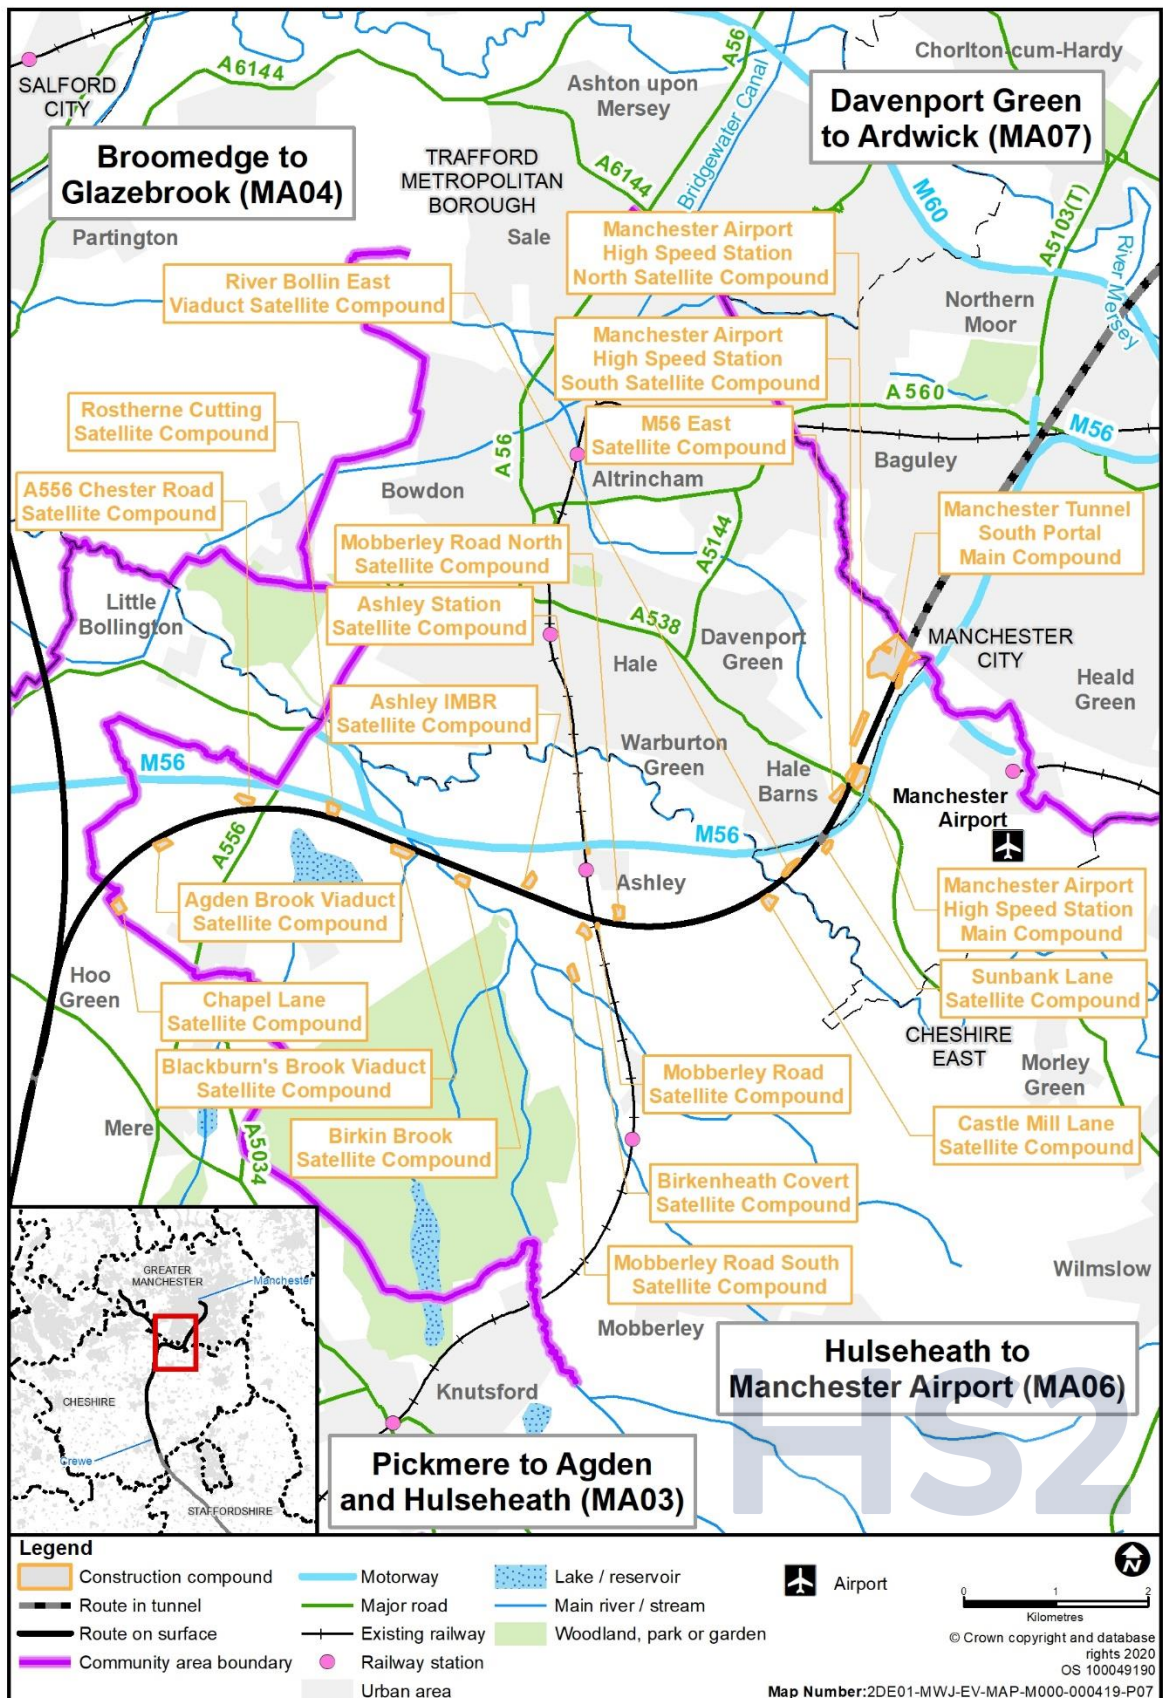 SALFORD
CITY
A6144
A56
Chorlton-cum-Hardy
Ashton upon
Mersey
Bridgewater Canal
Davenport Green
to Ardwick (MA07)
Broomedge to
Glazebrook (MA04)
TRAFFORD
METROPOLITAN
BOROUGH
A6144
M60
A5103(T)
River Mersey
Partington
Sale
Manchester Airport
High Speed Station
North Satellite Compound
River Bollin East
Viaduct Satellite Compound
Northern
Moor
Manchester Airport
High Speed Station
South Satellite Compound
A560
Rostherne Cutting
Satellite Compound
M56 East
Satellite Compound
M56
A56
Baguley
Altrincham
Bowdon
A556 Chester Road
Satellite Compound
Manchester Tunnel
South Portal
Main Compound
Mobberley Road North
Satellite Compound
A5144
Little
Bollington
Ashley Station
Satellite Compound
A538
Davenport
Green
MANCHESTER
CITY
Hale
Heald
Green
Ashley IMBR
Satellite Compound
Warburton
Green
M56
Hale
Barns
Manchester
Airport
A556
M56
Ashley
Agden Brook Viaduct
Satellite Compound
Manchester Airport
High Speed Station
Main Compound
Hoo
Green
Sunbank Lane
Satellite Compound
Chapel Lane
Satellite Compound
CHESHIRE
EAST
Blackburn's Brook Viaduct
Satellite Compound
Mobberley Road
Satellite Compound
Morley
Green
Mere
A5034
Birkin Brook
Satellite Compound
Castle Mill Lane
Satellite Compound
Birkenheath Covert
Satellite Compound
Mobberley Road South
Satellite Compound
Wilmslow
GREATER
MANCHESTER
Manchester
CHESHIRE
Crewe
STAFFORDSHIRE
Mobberley
Hulseheath to
Manchester Airport (MA06)
Knutsford
HS2
Pickmere to Agden
and Hulseheath (MA03)
Legend
Construction compound
Route in tunnel
Route on surface
Community area boundary
Motorway
Major road
Existing railway
Railway station
Urban area
Lake / reservoir
Main river / stream
Woodland, park or garden
Airport
N
0 1 2
Kilometres
© Crown copyright and database
rights 2020
OS 100049190
Map Number:2DE01-MWJ-EV-MAP-M000-000419-P07